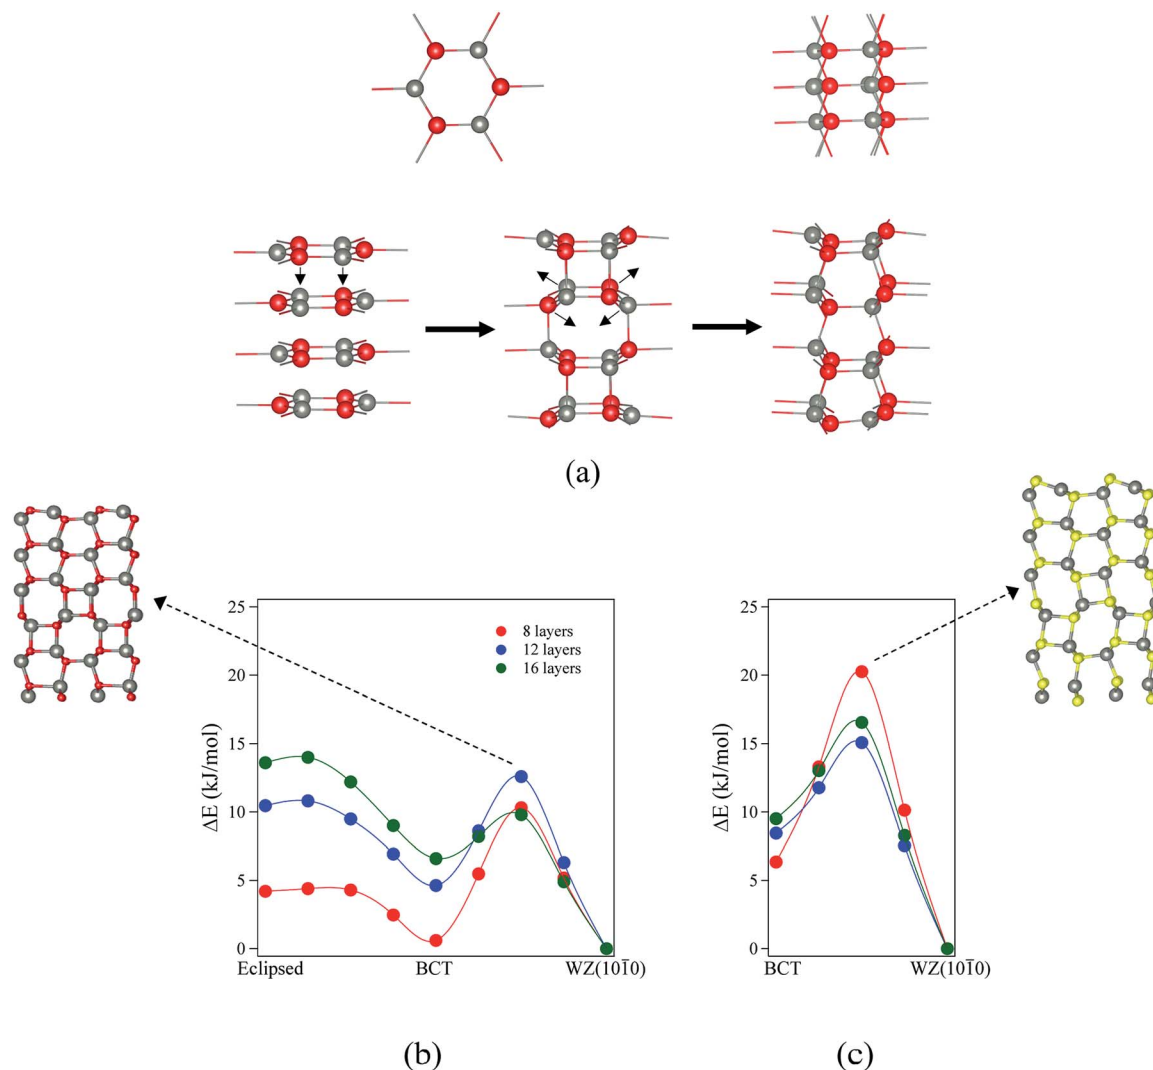 (a)
25
20
15
10
5
0
ΔE (kJ/mol)
8 layers
12 layers
16 layers
Eclipsed
BCT
WZ(101̅0)
(b)
25
20
15
10
5
0
ΔE (kJ/mol)
BCT
WZ(101̅0)
(c)